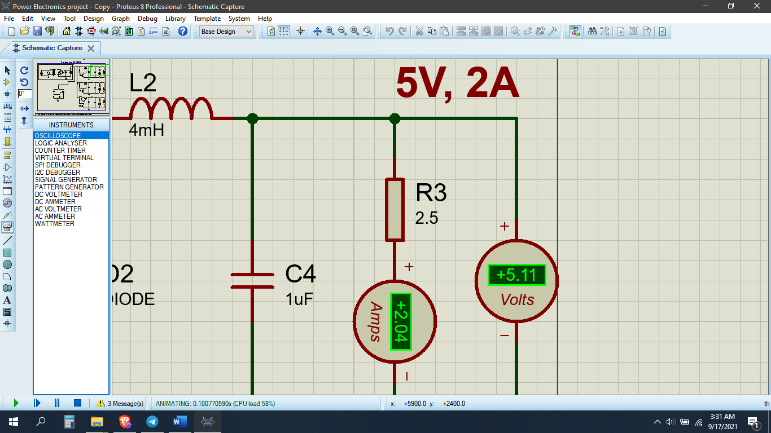 Power Electronics project - Copy - Proteus 8 Professional - Schematic Capture
File Edit View Tool Design Graph Debug Library Template System Help
Base Design
Schematic Capture
INSTRUMENTS
OSCILLOSCOPE
LOGIC ANALYSER
COUNTER TIMER
VIRTUAL TERMINAL
SPI DEBUGGER
I2C DEBUGGER
SIGNAL GENERATOR
PATTERN GENERATOR
DC VOLTMETER
DC AMMETER
AC VOLTMETER
AC AMMETER
WATTMETER
L2
4mH
5V, 2A
R3
2.5
D2
DIODE
C4
1uF
+
+2.04
Amps
−
+
+5.11
Volts
−
3 Message(s)
ANIMATING: 0.100770590s (CPU load 58%)
x: +5900.0 y: +2400.0
th
3:31 AM
9/17/2021